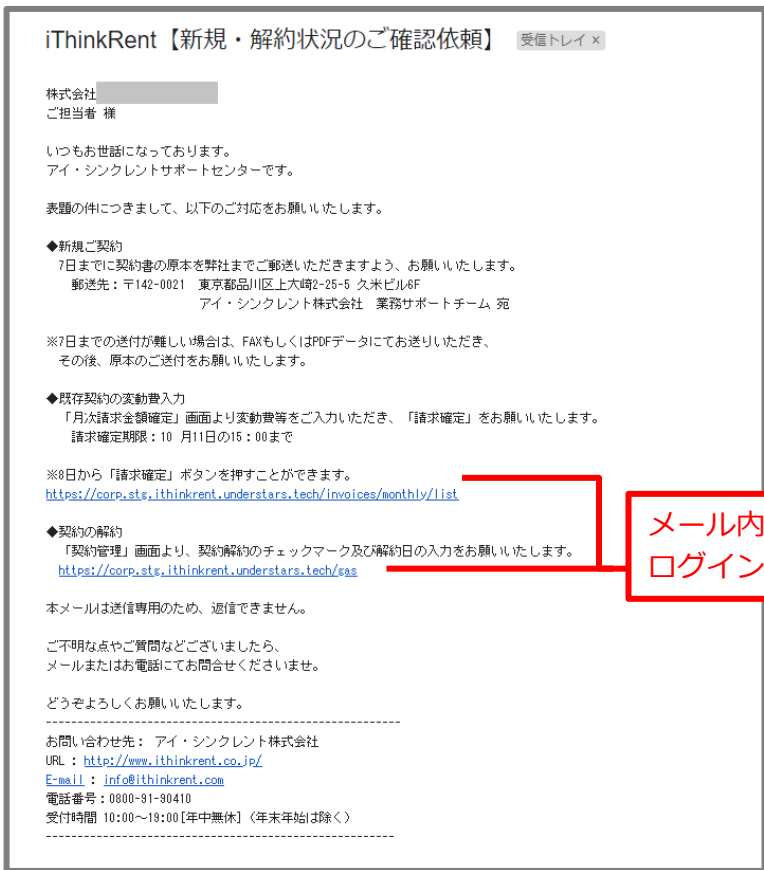 iThinkRent【新規・解約状況のご確認依頼】 受信トレイ ×
株式会社
ご担当者 様
いつもお世話になっております。
アイ・シンクレントサポートセンターです。
表題の件につきまして、以下のご対応をお願いいたします。
◆新規ご契約
7日までに契約書の原本を弊社までご郵送いただきますよう、お願いいたします。
郵送先：〒142-0021 東京都品川区上大崎2-25-5 久米ビル6F
アイ・シンクレント株式会社 業務サポートチーム 宛
※7日までの送付が難しい場合は、FAXもしくはPDFデータにてお送りいただき、
その後、原本のご送付をお願いいたします。
◆既存契約の変動費入力
「月次請求金額確定」画面より変動費等をご入力いただき、「請求確定」をお願いいたします。
請求確定期限：10 月11日の15：00まで
※8日から「請求確定」ボタンを押すことができます。
https://corp.stg.ithinkrent.understars.tech/invoices/monthly/list
メール内
◆契約の解約
「契約管理」画面より、契約解約のチェックマーク及び解約日の入力をお願いいたします。
ログイン
https://corp.stg.ithinkrent.understars.tech/gas
本メールは送信専用のため、返信できません。
ご不明な点やご質問などございましたら、
メールまたはお電話にてお問合せくださいませ。
どうぞよろしくお願いいたします。
--------------------------------------------------------
お問い合わせ先： アイ・シンクレント株式会社
URL : http://www.ithinkrent.co.jp/
E-mail : info@ithinkrent.com
電話番号：0800-91-90410
受付時間 10:00～19:00[年中無休]（年末年始は除く）
-------------------------------------------------------